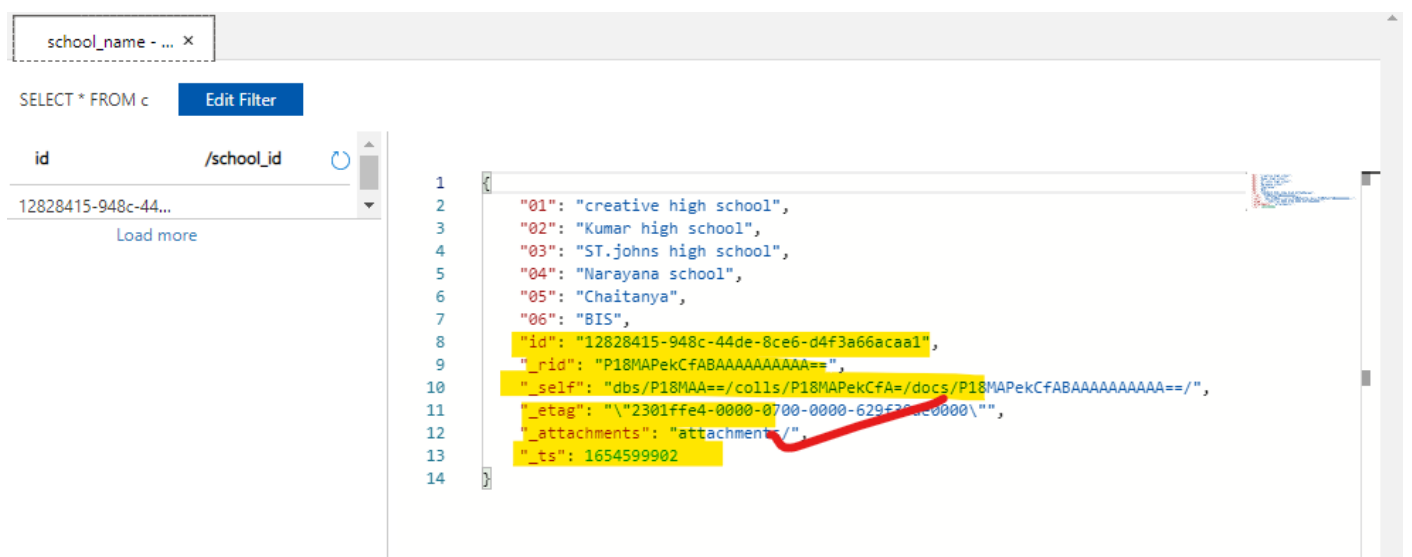 school_name - ... ×
SELECT * FROM c Edit Filter
id /school_id
12828415-948c-44...
Load more
1 {
2 "01": "creative high school",
3 "02": "Kumar high school",
4 "03": "ST.johns high school",
5 "04": "Narayana school",
6 "05": "Chaitanya",
7 "06": "BIS",
8 "id": "12828415-948c-44de-8ce6-d4f3a66acaa1",
9 "_rid": "P18MAPekCfABAAAAAAAAAA==",
10 "_self": "dbs/P18MAA==/colls/P18MAPekCfA=/docs/P18MAPekCfABAAAAAAAAAA==/",
11 "_etag": "\"2301ffe4-0000-0700-0000-
12 "_attachments": "attachments/",
13 "_ts": 1654599902
14 }